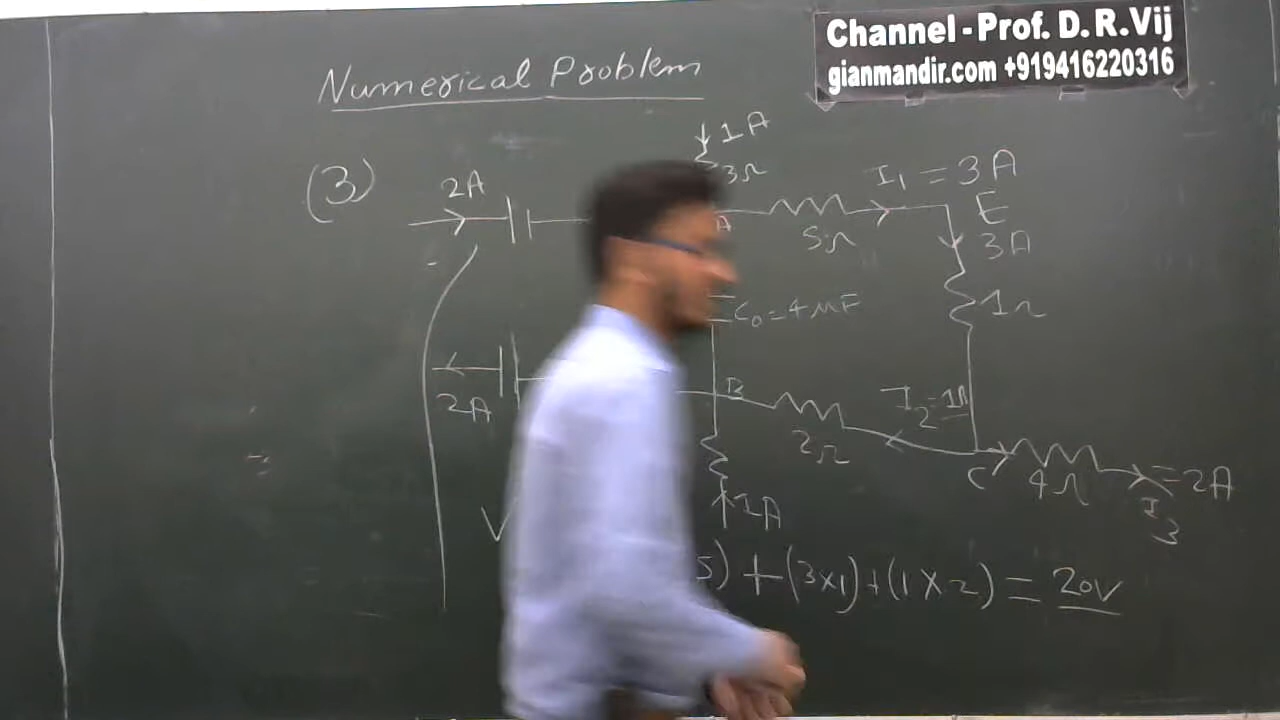 Channel - Prof. D.R.Vij
gianmandir.com +919416220316
Numerical Problem
(3)
2A
1A
3Ω
A
5Ω
I₁ = 3A
E
3A
1Ω
C₀ = 4μF
2A
B
2Ω
I₂ = 1A
C
4Ω
I₃ = 2A
1A
V
5) + (3×1) + (1×2) = 20V